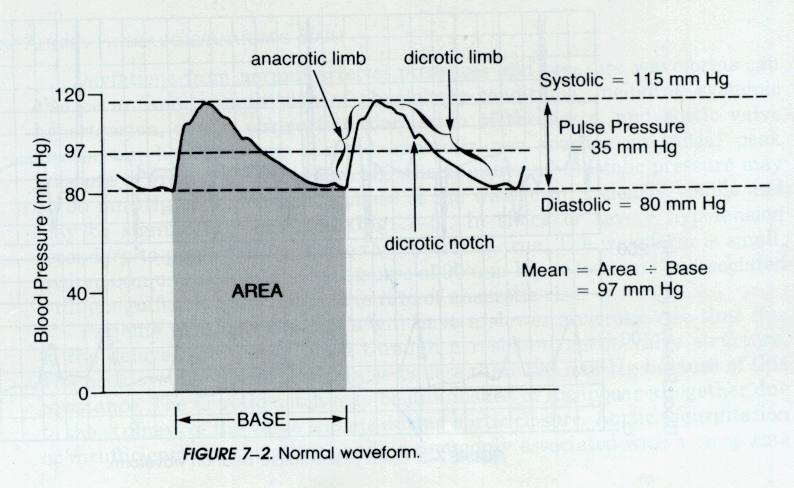 anacrotic limb
dicrotic limb
Systolic = 115 mm Hg
120
Pulse Pressure
= 35 mm Hg
97
80
Diastolic = 80 mm Hg
dicrotic notch
Mean = Area ÷ Base
= 97 mm Hg
Blood Pressure (mm Hg)
AREA
40
0
BASE
FIGURE 7–2. Normal waveform.